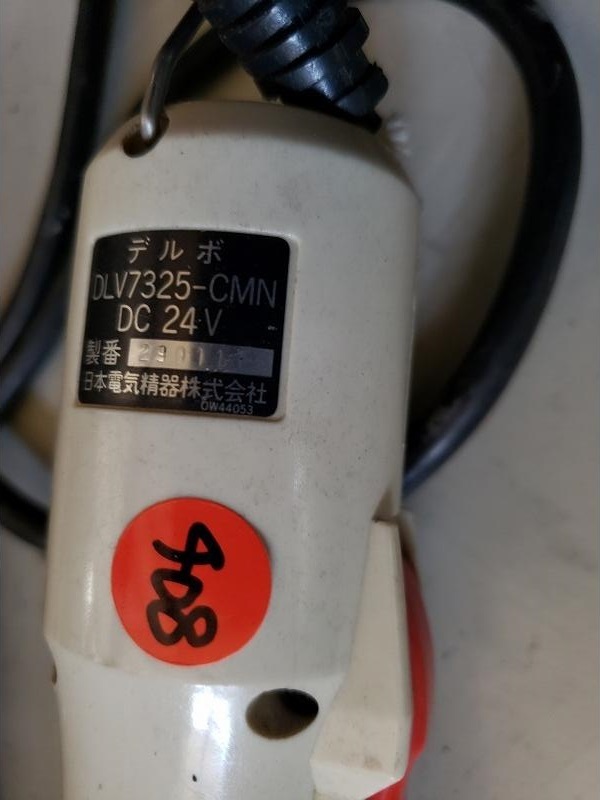 デルボ
DLV7325-CMN
DC 24V
製番
日本電気精器株式会社
OW44053
408